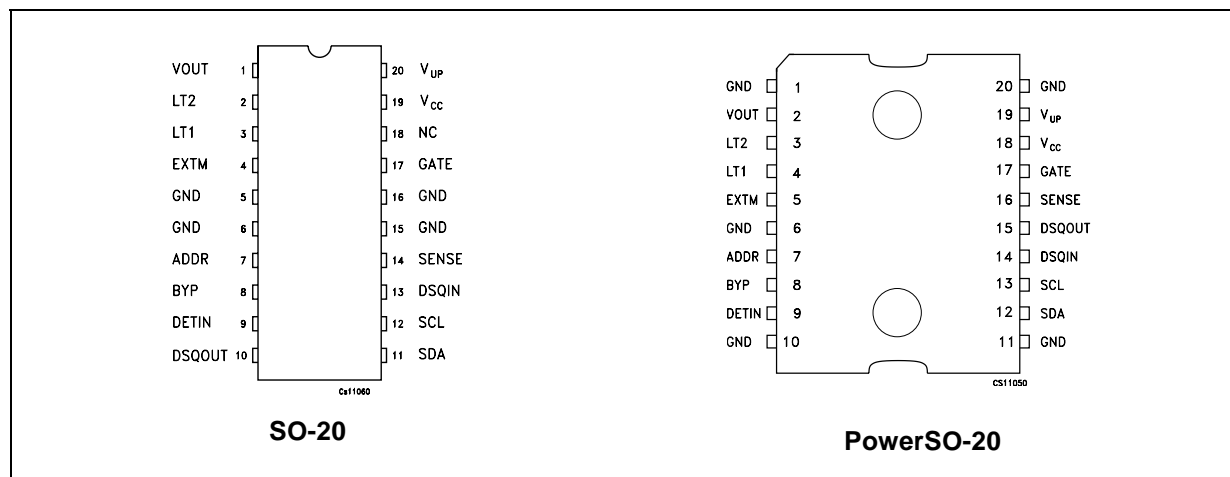 VOUT 1 20 VUP
LT2 2 19 VCC
LT1 3 18 NC
EXTM 4 17 GATE
GND 5 16 GND
GND 6 15 GND
ADDR 7 14 SENSE
BYP 8 13 DSQIN
DETIN 9 12 SCL
DSQOUT 10 11 SDA
Cs11060
SO-20
GND 1 20 GND
VOUT 2 19 VUP
LT2 3 18 VCC
LT1 4 17 GATE
EXTM 5 16 SENSE
GND 6 15 DSQOUT
ADDR 7 14 DSQIN
BYP 8 13 SCL
DETIN 9 12 SDA
GND 10 11 GND
CS11050
PowerSO-20